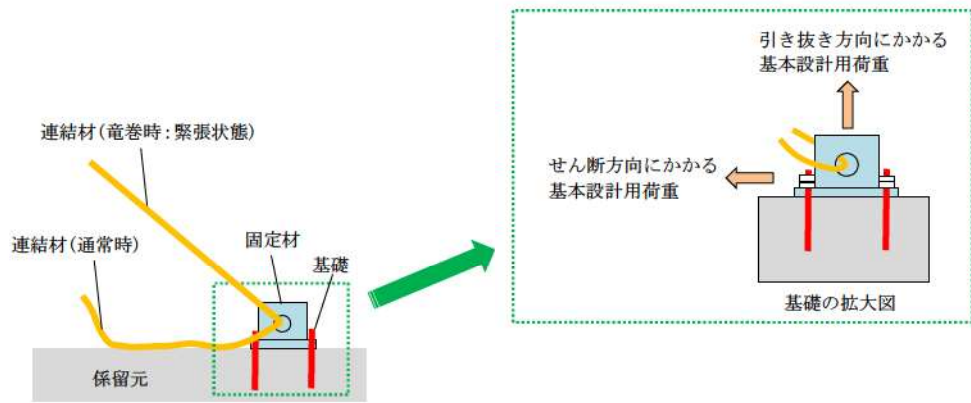 連結材(竜巻時:緊張状態)
連結材(通常時)
固定材
基礎
係留元
引き抜き方向にかかる
基本設計用荷重
せん断方向にかかる
基本設計用荷重
基礎の拡大図